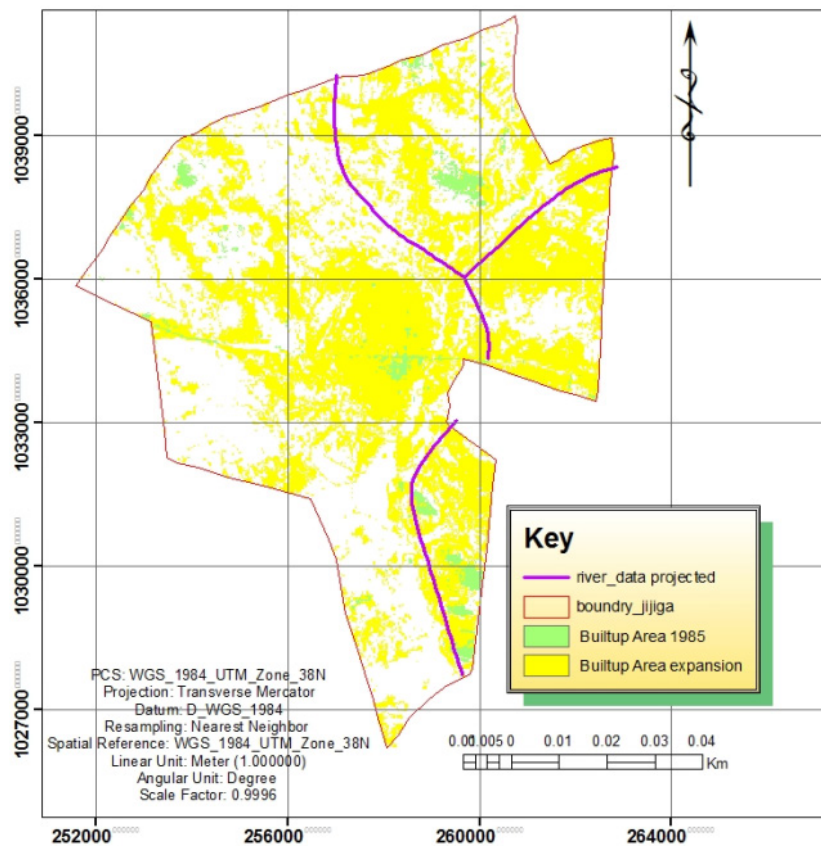 1039000
1036000
1033000
1030000
1027000
Key
river_data projected
boundry_jijiga
Builtup Area 1985
Builtup Area expansion
PCS: WGS_1984_UTM_Zone_38N
Projection: Transverse Mercator
Datum: D_WGS_1984
Resampling: Nearest Neighbor
Spatial Reference: WGS_1984_UTM_Zone_38N
Linear Unit: Meter (1.000000)
Angular Unit: Degree
Scale Factor: 0.9996
0 0.01 0.02 0.03 0.04
Km
252000 256000 260000 264000